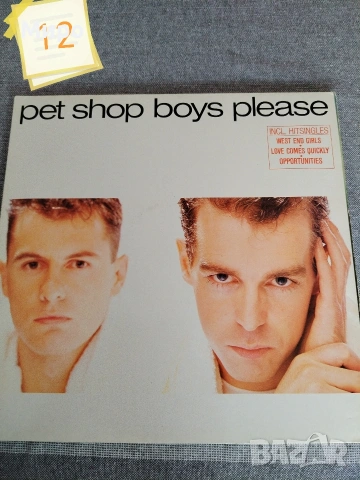 12
pet shop boys please
INCL. HITSINGLES
WEST END GIRLS
LOVE COMES QUICKLY
OPPORTUNITIES
BAZAR